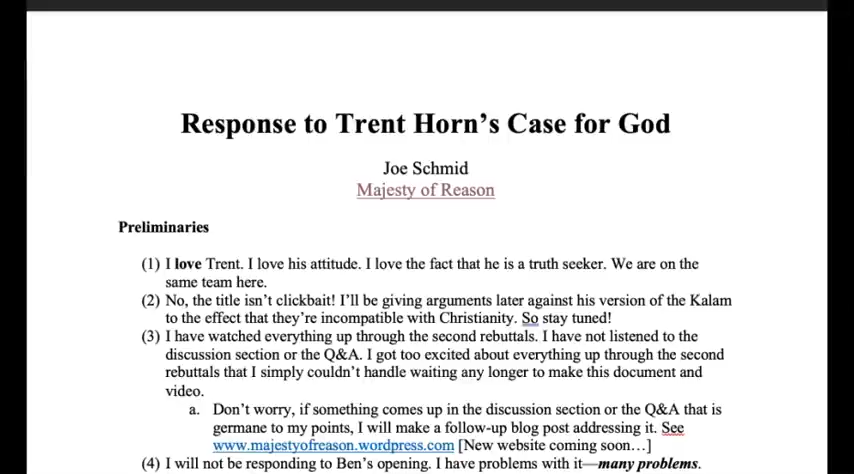 Response to Trent Horn’s Case for God
Joe Schmid
Majesty of Reason
Preliminaries
(1) I love Trent. I love his attitude. I love the fact that he is a truth seeker. We are on the
same team here.
(2) No, the title isn’t clickbait! I’ll be giving arguments later against his version of the Kalam
to the effect that they’re incompatible with Christianity. So stay tuned!
(3) I have watched everything up through the second rebuttals. I have not listened to the
discussion section or the Q&A. I got too excited about everything up through the second
rebuttals that I simply couldn’t handle waiting any longer to make this document and
video.
a. Don’t worry, if something comes up in the discussion section or the Q&A that is
germane to my points, I will make a follow-up blog post addressing it. See
www.majestyofreason.wordpress.com [New website coming soon…]
(4) I will not be responding to Ben’s opening. I have problems with it—many problems.